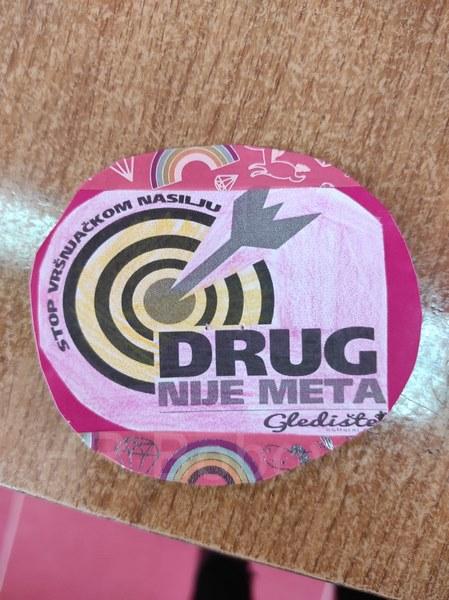 STOP VRŠNJAČKOM NASILJU
DRUG
NIJE META
Gledište